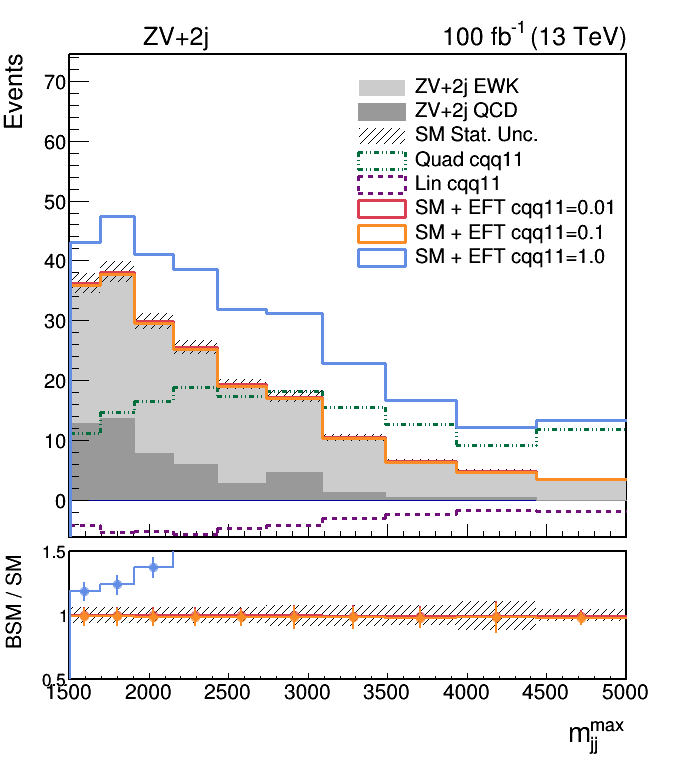 ZV+2j 100 fb-1 (13 TeV)
Events
70
60
50
40
30
20
10
0
ZV+2j EWK
ZV+2j QCD
SM Stat. Unc.
Quad cqq11
Lin cqq11
SM + EFT cqq11=0.01
SM + EFT cqq11=0.1
SM + EFT cqq11=1.0
BSM / SM
1.5
1
0.5
1500 2000 2500 3000 3500 4000 4500 5000
m_jj^max